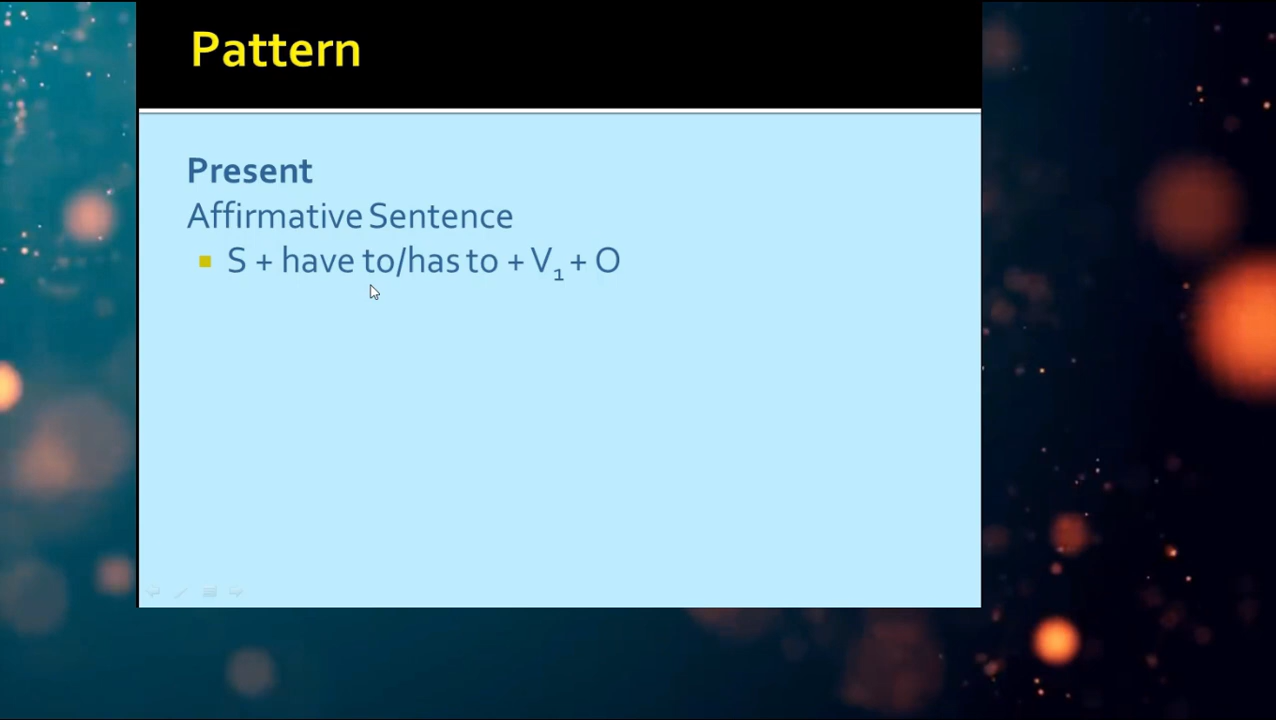 Pattern
Present
Affirmative Sentence
S + have to/has to + V₁ + O